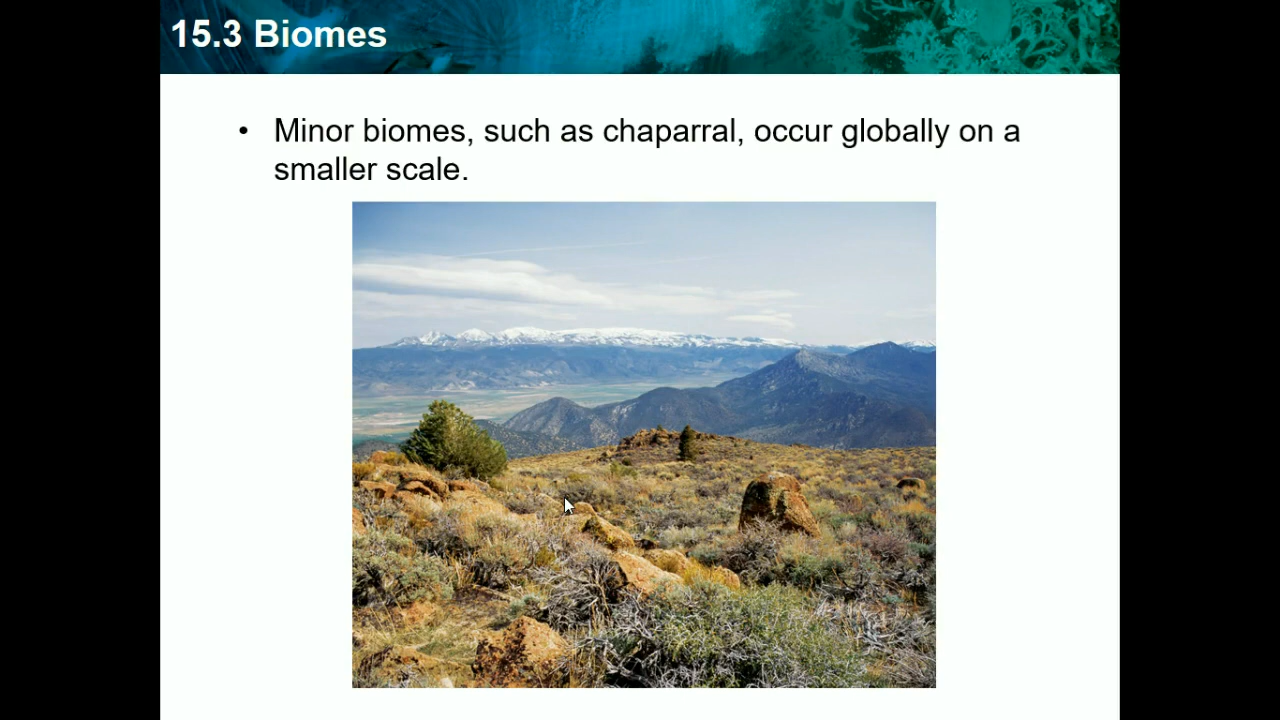 15.3 Biomes
• Minor biomes, such as chaparral, occur globally on a
smaller scale.